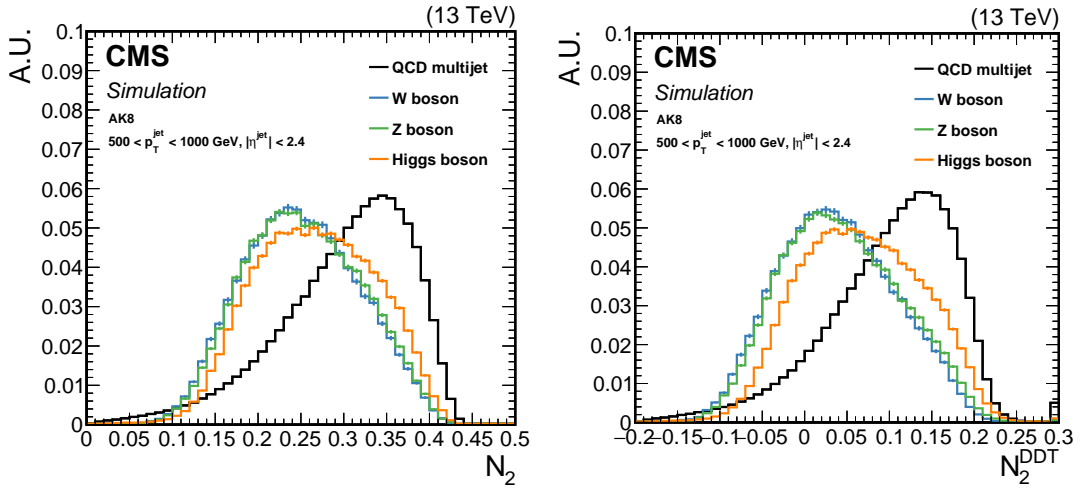 (13 TeV)
A.U.
0.1
0.09
0.08
0.07
0.06
0.05
0.04
0.03
0.02
0.01
0
CMS
Simulation
AK8
500 < p_T^jet < 1000 GeV, |η^jet| < 2.4
QCD multijet
W boson
Z boson
Higgs boson
0 0.05 0.1 0.15 0.2 0.25 0.3 0.35 0.4 0.45 0.5
N₂
(13 TeV)
A.U.
0.1
0.09
0.08
0.07
0.06
0.05
0.04
0.03
0.02
0.01
0
CMS
Simulation
AK8
500 < p_T^jet < 1000 GeV, |η^jet| < 2.4
QCD multijet
W boson
Z boson
Higgs boson
−0.2 −0.15 −0.1 −0.05 0 0.05 0.1 0.15 0.2 0.25 0.3
N₂^DDT